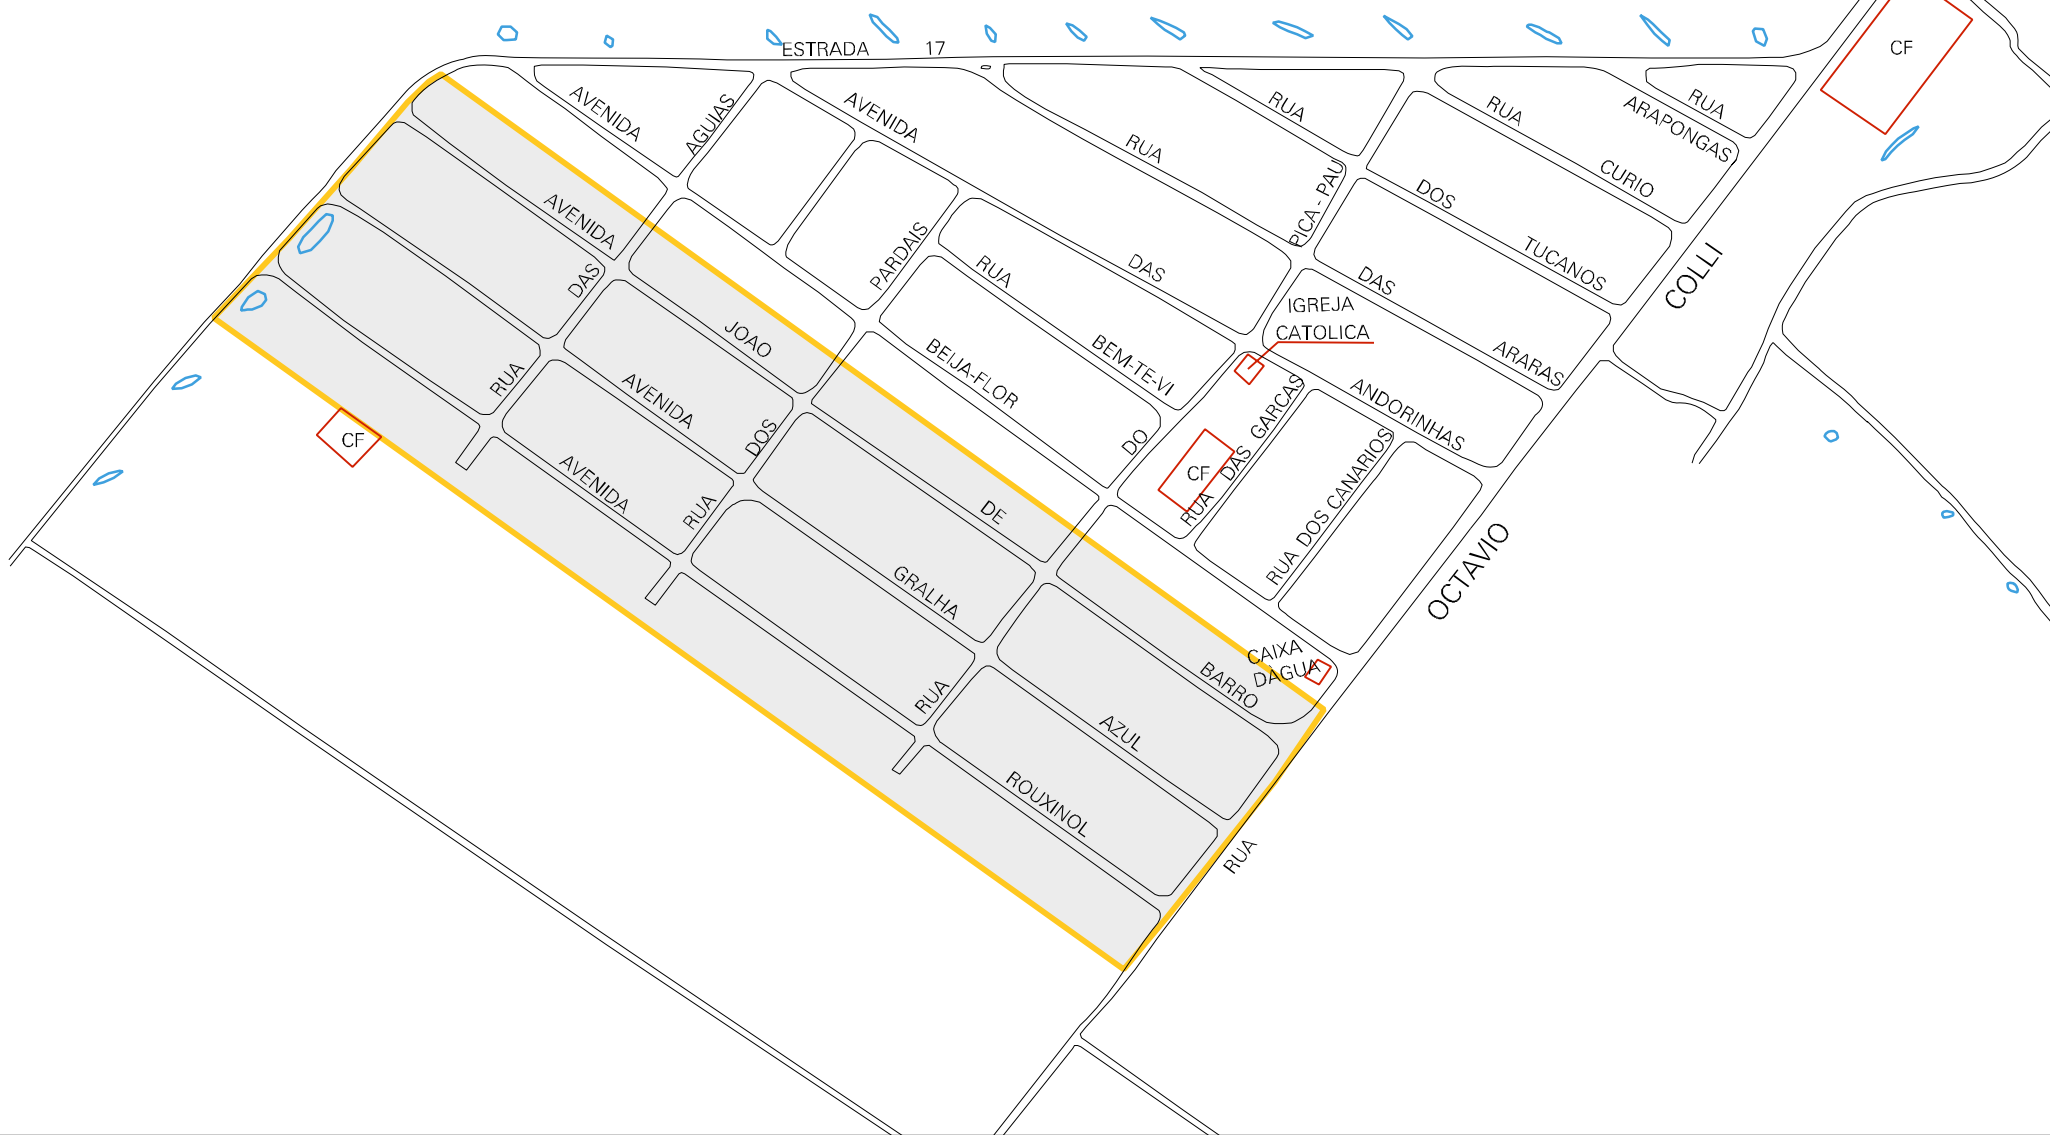 ESTRADA 17
CF
AVENIDA
AGUIAS
AVENIDA
RUA
RUA
RUA
ARAPONGAS
RUA
CURIO
PICA - PAU
DOS
TUCANOS
AVENIDA
DAS
PARDAIS
RUA
DAS
DAS
COLLI
IGREJA
CATOLICA
JOAO
BEIJA-FLOR
BEM-TE-VI
ARARAS
RUA
AVENIDA
DOS
DO
RUA DAS GARCAS
ANDORINHAS
CF
CF
RUA DOS CANARIOS
AVENIDA
RUA
DE
OCTAVIO
GRALHA
CAIXA
DAGUA
BARRO
RUA
AZUL
ROUXINOL
RUA